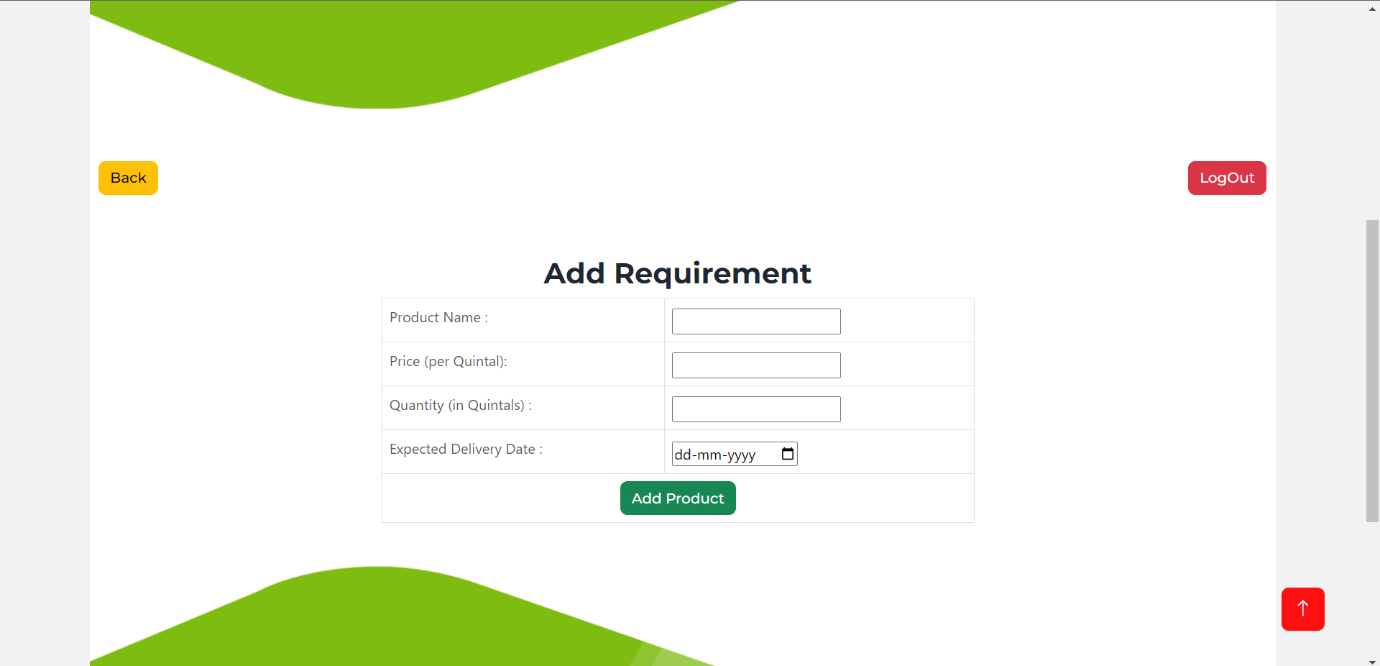 Back
LogOut
Add Requirement
Product Name :
Price (per Quintal):
Quantity (in Quintals) :
Expected Delivery Date :
dd-mm-yyyy
Add Product